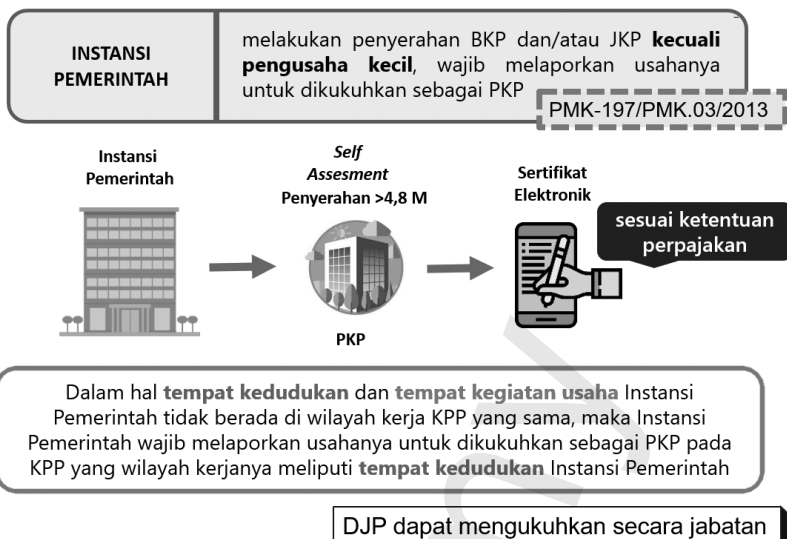 INSTANSI
PEMERINTAH
melakukan penyerahan BKP dan/atau JKP kecuali
pengusaha kecil, wajib melaporkan usahanya
untuk dikukuhkan sebagai PKP
PMK-197/PMK.03/2013
Instansi
Pemerintah
Self
Assesment
Penyerahan >4,8 M
PKP
Sertifikat
Elektronik
sesuai ketentuan
perpajakan
Dalam hal tempat kedudukan dan tempat kegiatan usaha Instansi
Pemerintah tidak berada di wilayah kerja KPP yang sama, maka Instansi
Pemerintah wajib melaporkan usahanya untuk dikukuhkan sebagai PKP pada
KPP yang wilayah kerjanya meliputi tempat kedudukan Instansi Pemerintah
DJP dapat mengukuhkan secara jabatan